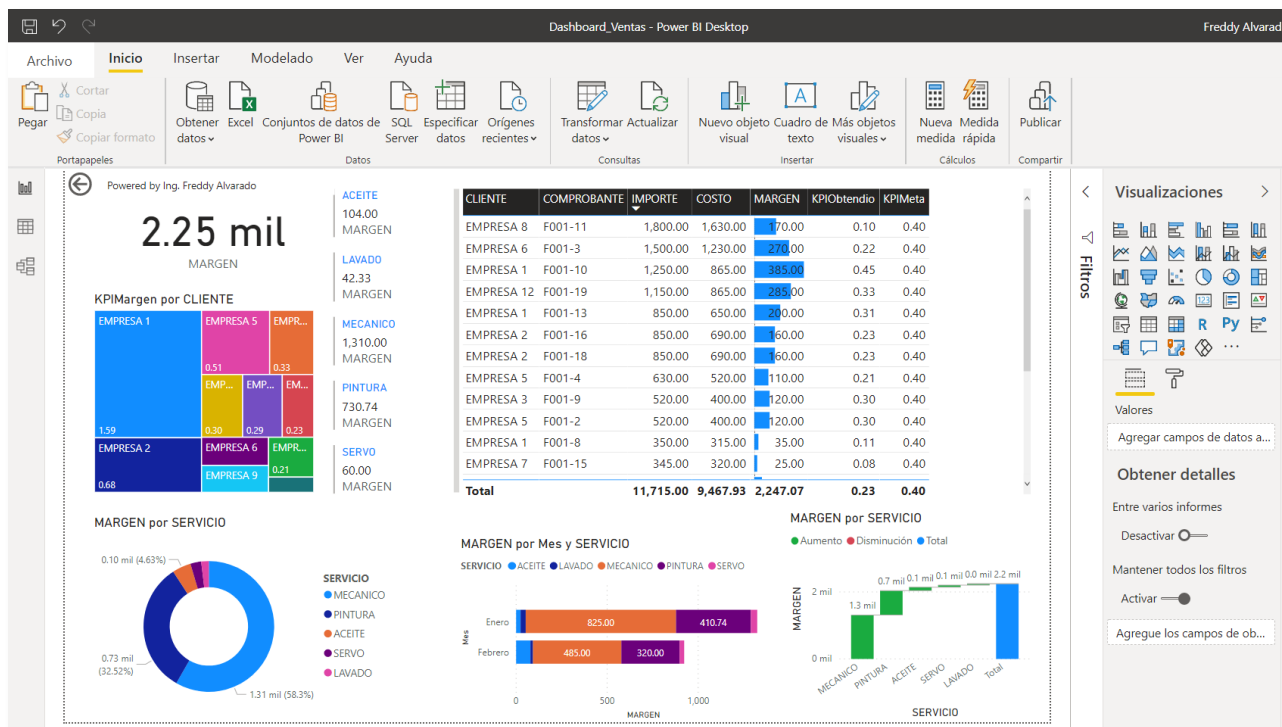 Dashboard_Ventas - Power BI Desktop
Freddy Alvarad
Archivo Inicio Insertar Modelado Ver Ayuda
Pegar
Cortar
Copia
Copiar formato
Portapapeles
Obtener datos
Excel
Conjuntos de datos de Power BI
SQL Server
Especificar datos
Orígenes recientes
Datos
Transformar datos
Actualizar
Consultas
Nuevo objeto visual
Cuadro de texto
Más objetos visuales
Insertar
Nueva medida
Medida rápida
Cálculos
Publicar
Compartir
Powered by Ing. Freddy Alvarado
2.25 mil
MARGEN
ACEITE
104.00
MARGEN
LAVADO
42.33
MARGEN
MECANICO
1,310.00
MARGEN
PINTURA
730.74
MARGEN
SERVO
60.00
MARGEN
KPIMargen por CLIENTE
EMPRESA 1
1.59
EMPRESA 2
0.68
EMPRESA 5
0.51
EMPR...
0.33
EMP...
0.30
EMP...
0.29
EM...
0.23
EMPRESA 6
EMPRESA 9
EMPR...
0.21
CLIENTE COMPROBANTE IMPORTE COSTO MARGEN KPIObtendio KPIMeta
EMPRESA 8 F001-11 1,800.00 1,630.00 170.00 0.10 0.40
EMPRESA 6 F001-3 1,500.00 1,230.00 270.00 0.22 0.40
EMPRESA 1 F001-10 1,250.00 865.00 385.00 0.45 0.40
EMPRESA 12 F001-19 1,150.00 865.00 285.00 0.33 0.40
EMPRESA 1 F001-13 850.00 650.00 200.00 0.31 0.40
EMPRESA 2 F001-16 850.00 690.00 160.00 0.23 0.40
EMPRESA 2 F001-18 850.00 690.00 160.00 0.23 0.40
EMPRESA 5 F001-4 630.00 520.00 110.00 0.21 0.40
EMPRESA 3 F001-9 520.00 400.00 120.00 0.30 0.40
EMPRESA 5 F001-2 520.00 400.00 120.00 0.30 0.40
EMPRESA 1 F001-8 350.00 315.00 35.00 0.11 0.40
EMPRESA 7 F001-15 345.00 320.00 25.00 0.08 0.40
Total 11,715.00 9,467.93 2,247.07 0.23 0.40
MARGEN por SERVICIO
0.10 mil (4.63%)
0.73 mil
(32.52%)
1.31 mil (58.3%)
SERVICIO
MECANICO
PINTURA
ACEITE
SERVO
LAVADO
MARGEN por Mes y SERVICIO
SERVICIO ACEITE LAVADO MECANICO PINTURA SERVO
Mes
Enero 825.00 410.74
Febrero 485.00 320.00
0 500 1,000
MARGEN
MARGEN por SERVICIO
Aumento Disminución Total
MARGEN
2 mil
0 mil
1.3 mil 0.7 mil 0.1 mil 0.1 mil 0.0 mil 2.2 mil
MECANICO PINTURA ACEITE SERVO LAVADO Total
SERVICIO
Filtros
Visualizaciones
123
R Py
Valores
Agregar campos de datos a...
Obtener detalles
Entre varios informes
Desactivar
Mantener todos los filtros
Activar
Agregue los campos de ob...